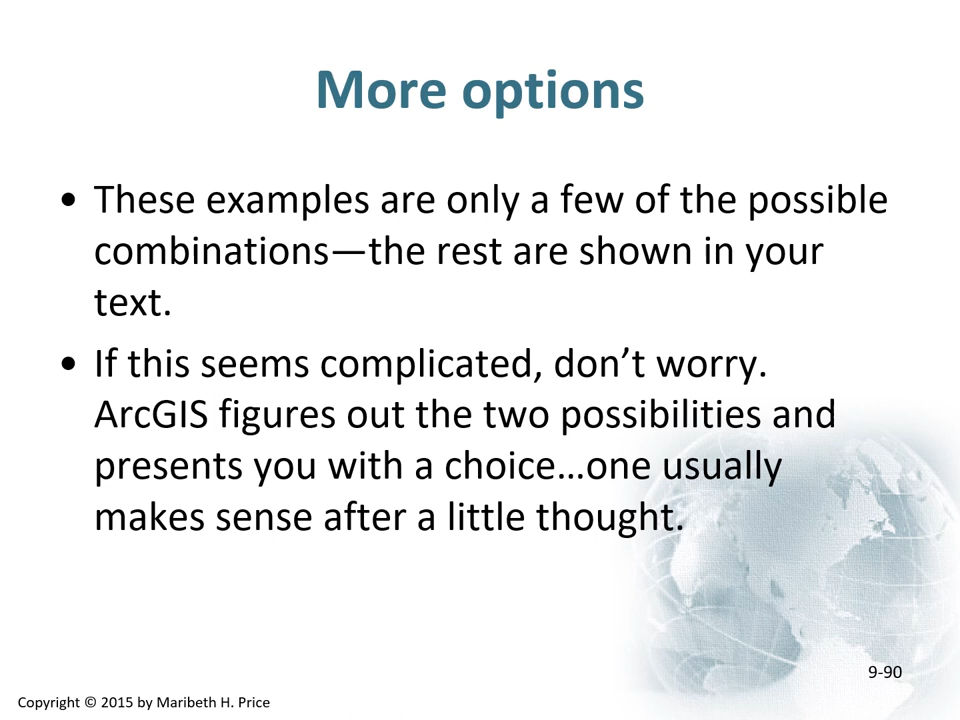 More options
• These examples are only a few of the possible
combinations—the rest are shown in your
text.
• If this seems complicated, don’t worry.
ArcGIS figures out the two possibilities and
presents you with a choice…one usually
makes sense after a little thought.
9-90
Copyright © 2015 by Maribeth H. Price